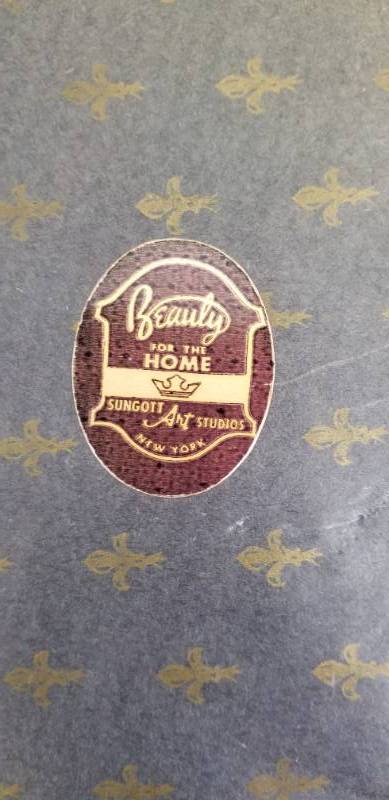 Beauty
FOR THE
HOME
SUNGOTT Art STUDIOS
NEW YORK